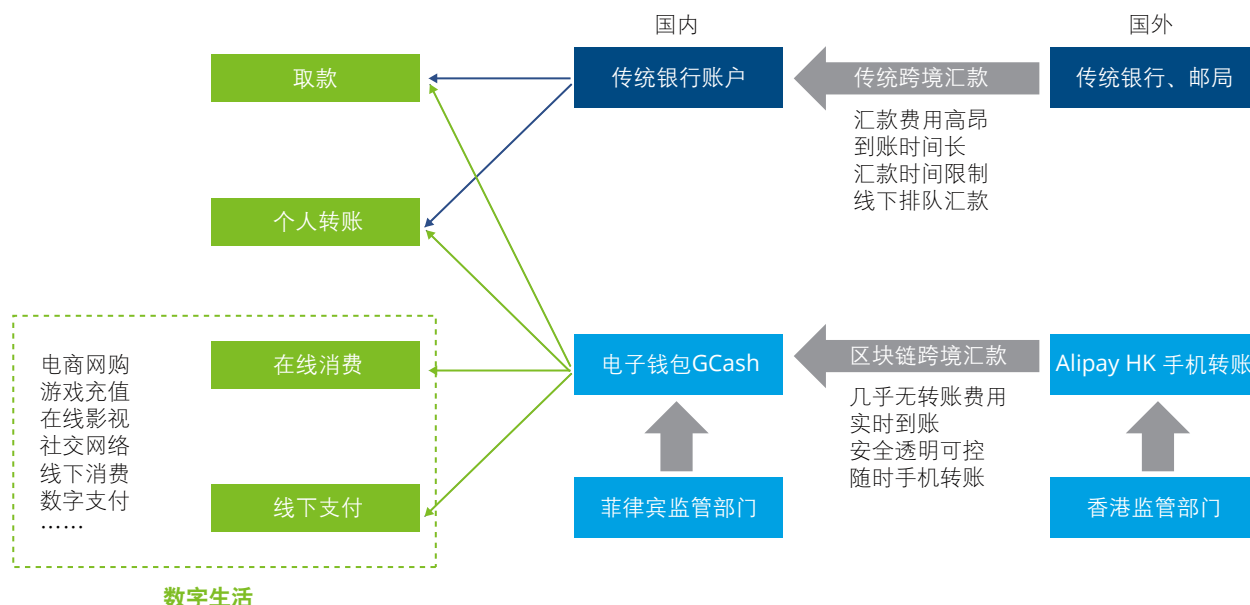 国内
国外
取款
传统银行账户
传统跨境汇款
传统银行、邮局
汇款费用高昂
到账时间长
汇款时间限制
线下排队汇款
个人转账
在线消费
电子钱包GCash
区块链跨境汇款
Alipay HK 手机转账
几乎无转账费用
实时到账
安全透明可控
随时手机转账
电商网购
游戏充值
在线影视
社交网络
线下消费
数字支付
……
线下支付
菲律宾监管部门
香港监管部门
数字生活